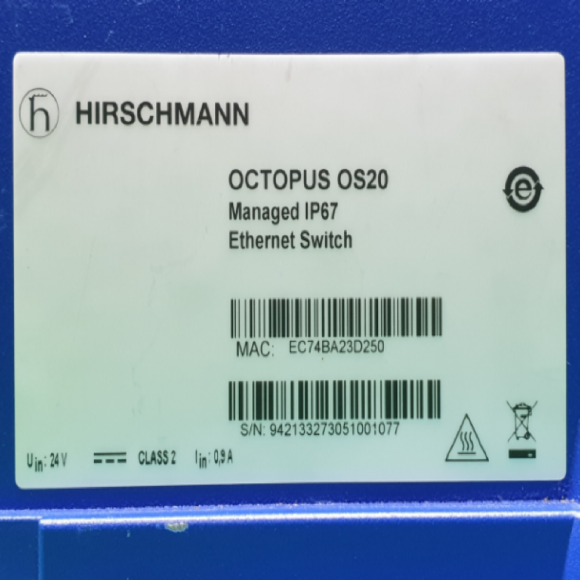 HIRSCHMANN
OCTOPUS OS20
Managed IP67
Ethernet Switch
MAC: EC74BA23D250
S/N: 942133273051001077
Uin: 24 V CLASS 2 Iin: 0,9 A